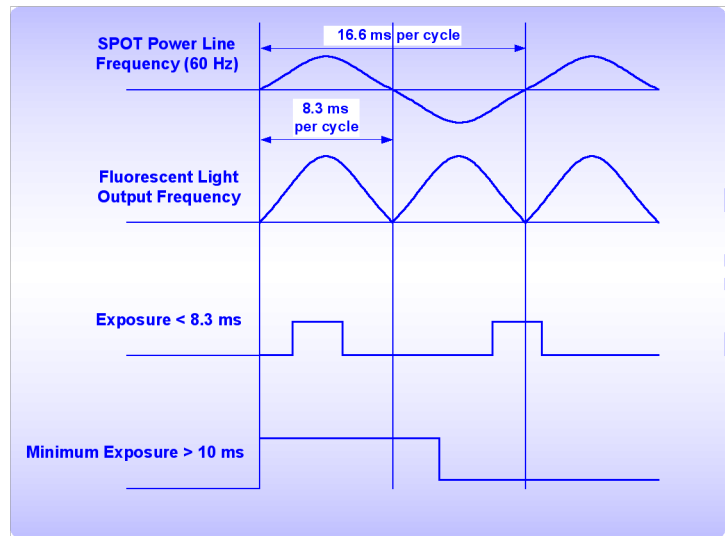 SPOT Power Line
Frequency (60 Hz)
16.6 ms per cycle
8.3 ms
per cycle
Fluorescent Light
Output Frequency
Exposure < 8.3 ms
Minimum Exposure > 10 ms